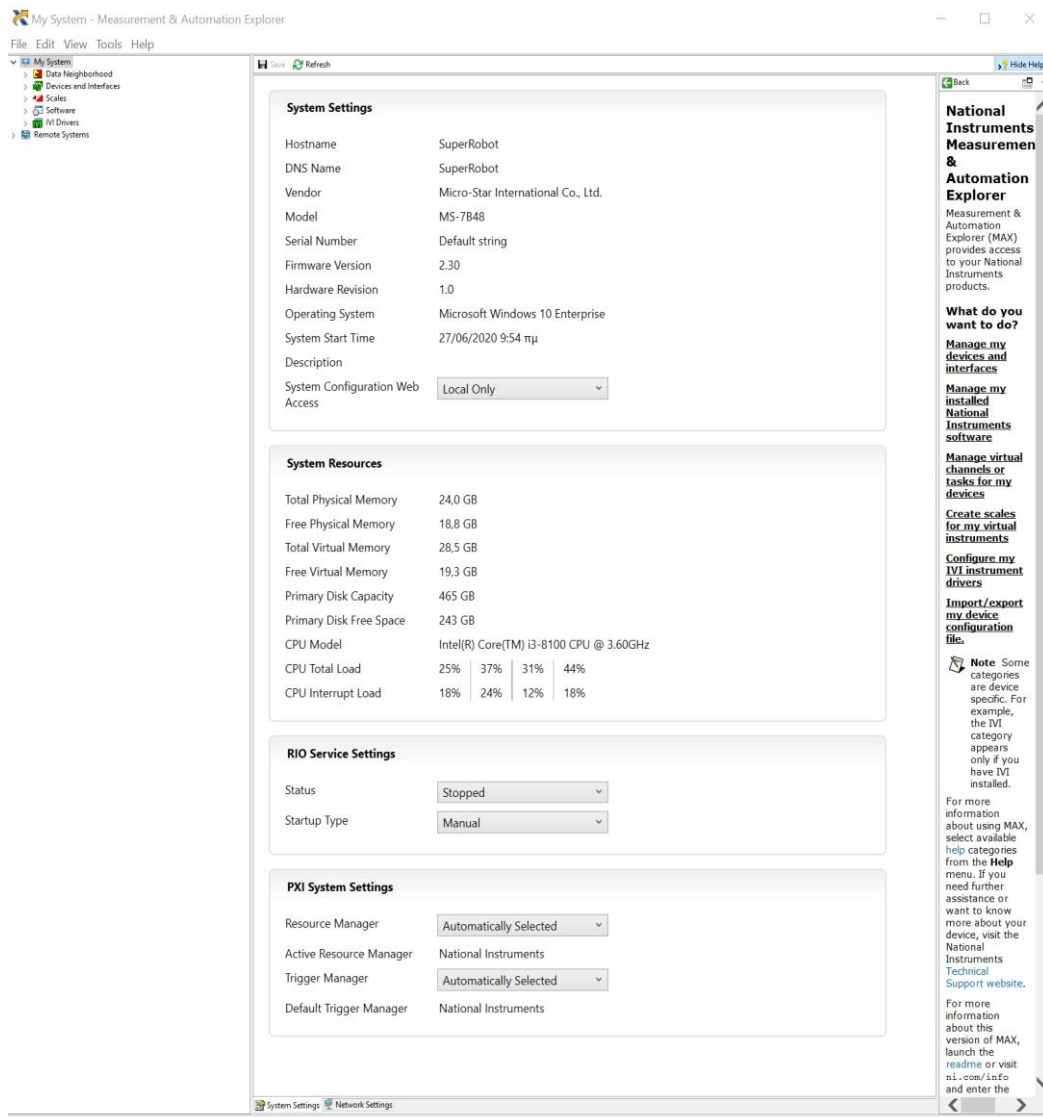 My System - Measurement & Automation Explorer
File Edit View Tools Help
My System
Data Neighborhood
Devices and Interfaces
Scales
Software
IVI Drivers
Remote Systems
Save Refresh
Hide Help
System Settings
Hostname SuperRobot
DNS Name SuperRobot
Vendor Micro-Star International Co., Ltd.
Model MS-7B48
Serial Number Default string
Firmware Version 2.30
Hardware Revision 1.0
Operating System Microsoft Windows 10 Enterprise
System Start Time 27/06/2020 9:54 πμ
Description
System Configuration Web
Access
Local Only
System Resources
Total Physical Memory 24,0 GB
Free Physical Memory 18,8 GB
Total Virtual Memory 28,5 GB
Free Virtual Memory 19,3 GB
Primary Disk Capacity 465 GB
Primary Disk Free Space 243 GB
CPU Model Intel(R) Core(TM) i3-8100 CPU @ 3.60GHz
CPU Total Load 25% 37% 31% 44%
CPU Interrupt Load 18% 24% 12% 18%
RIO Service Settings
Status Stopped
Startup Type Manual
PXI System Settings
Resource Manager Automatically Selected
Active Resource Manager National Instruments
Trigger Manager Automatically Selected
Default Trigger Manager National Instruments
System Settings Network Settings
Back
National
Instruments
Measuremen
&
Automation
Explorer
Measurement &
Automation
Explorer (MAX)
provides access
to your National
Instruments
products.
What do you
want to do?
Manage my
devices and
interfaces
Manage my
installed
National
Instruments
software
Manage virtual
channels or
tasks for my
devices
Create scales
for my virtual
instruments
Configure my
IVI instrument
drivers
Import/export
my device
configuration
file.
Note Some
categories
are device
specific. For
example,
the IVI
category
appears
only if you
have IVI
installed.
For more
information
about using MAX,
select available
help categories
from the Help
menu. If you
need further
assistance or
want to know
more about your
device, visit the
National
Instruments
Technical
Support website.
For more
information
about this
version of MAX,
launch the
readme or visit
ni.com/info
and enter the